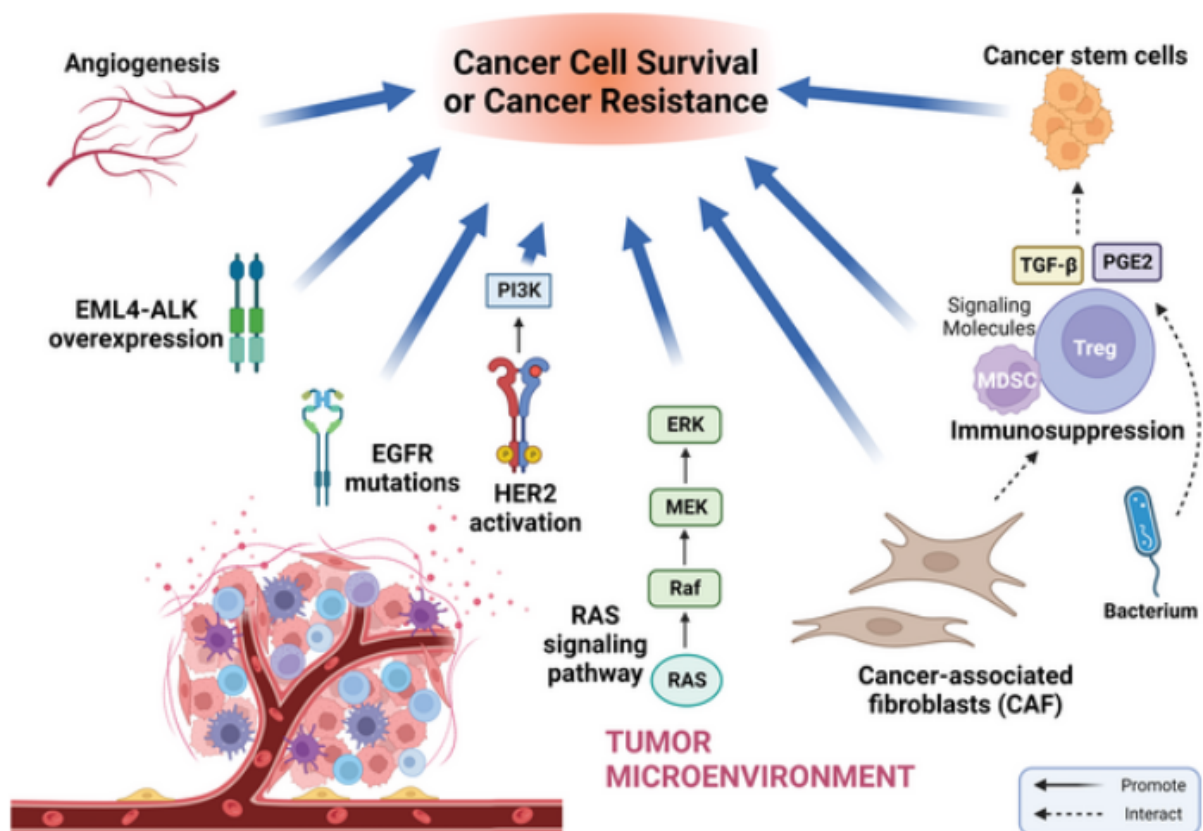 Angiogenesis
Cancer Cell Survival
or Cancer Resistance
Cancer stem cells
EML4-ALK
overexpression
EGFR
mutations
PI3K
P
P
HER2
activation
ERK
MEK
Raf
RAS
RAS
signaling
pathway
TGF-β
PGE2
Signaling
Molecules
Treg
MDSC
Immunosuppression
Bacterium
Cancer-associated
fibroblasts (CAF)
TUMOR
MICROENVIRONMENT
Promote
Interact